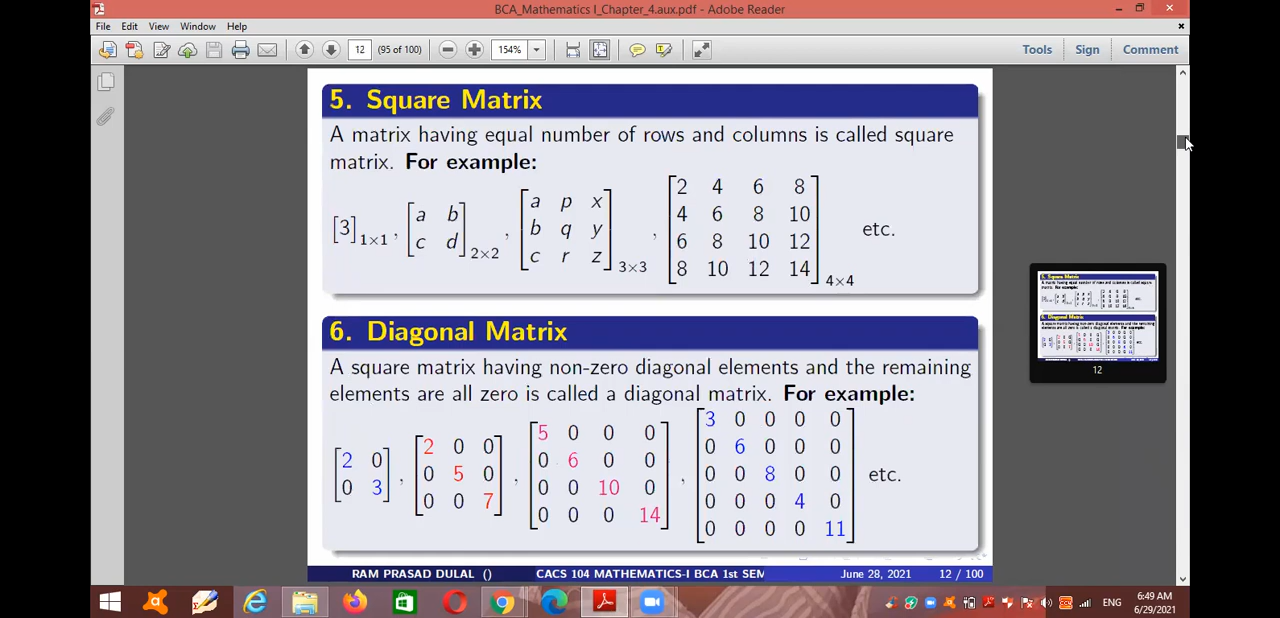 BCA_Mathematics I_Chapter_4.aux.pdf - Adobe Reader
File Edit View Window Help
12 (95 of 100) 154% Tools Sign Comment
5. Square Matrix
A matrix having equal number of rows and columns is called square
matrix. For example:
[3]1×1, [a b; c d]2×2, [a p x; b q y; c r z]3×3, [2 4 6 8; 4 6 8 10; 6 8 10 12; 8 10 12 14]4×4 etc.
6. Diagonal Matrix
A square matrix having non-zero diagonal elements and the remaining
elements are all zero is called a diagonal matrix. For example:
[2 0; 0 3], [2 0 0; 0 5 0; 0 0 7], [5 0 0 0; 0 6 0 0; 0 0 10 0; 0 0 0 14], [3 0 0 0 0; 0 6 0 0 0; 0 0 8 0 0; 0 0 0 4 0; 0 0 0 0 11] etc.
RAM PRASAD DULAL () CACS 104 MATHEMATICS-I BCA 1st SEM June 28, 2021 12 / 100
12
ENG 6:49 AM
6/29/2021